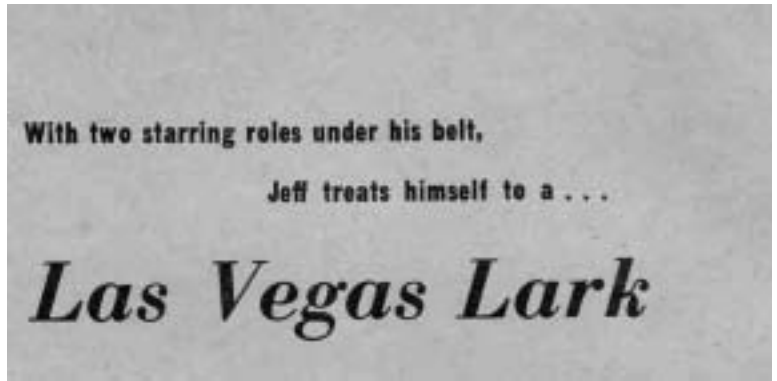 With two starring roles under his belt,
Jeff treats himself to a . . .
Las Vegas Lark